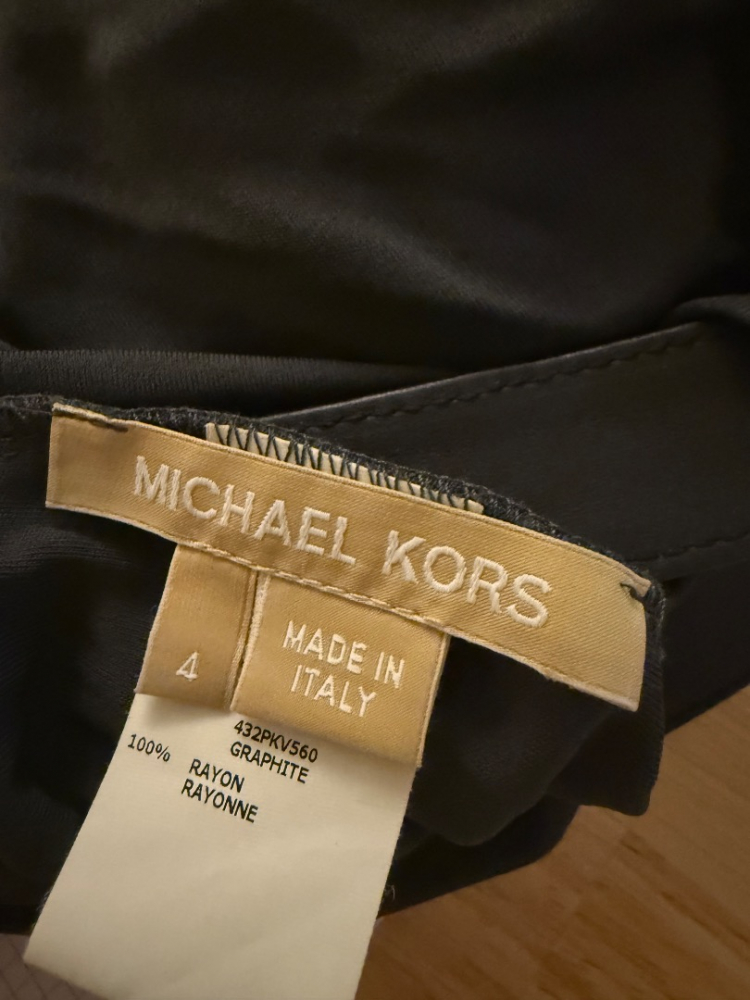 MICHAEL KORS
4
MADE IN
ITALY
432PKV560
GRAPHITE
100% RAYON
RAYONNE